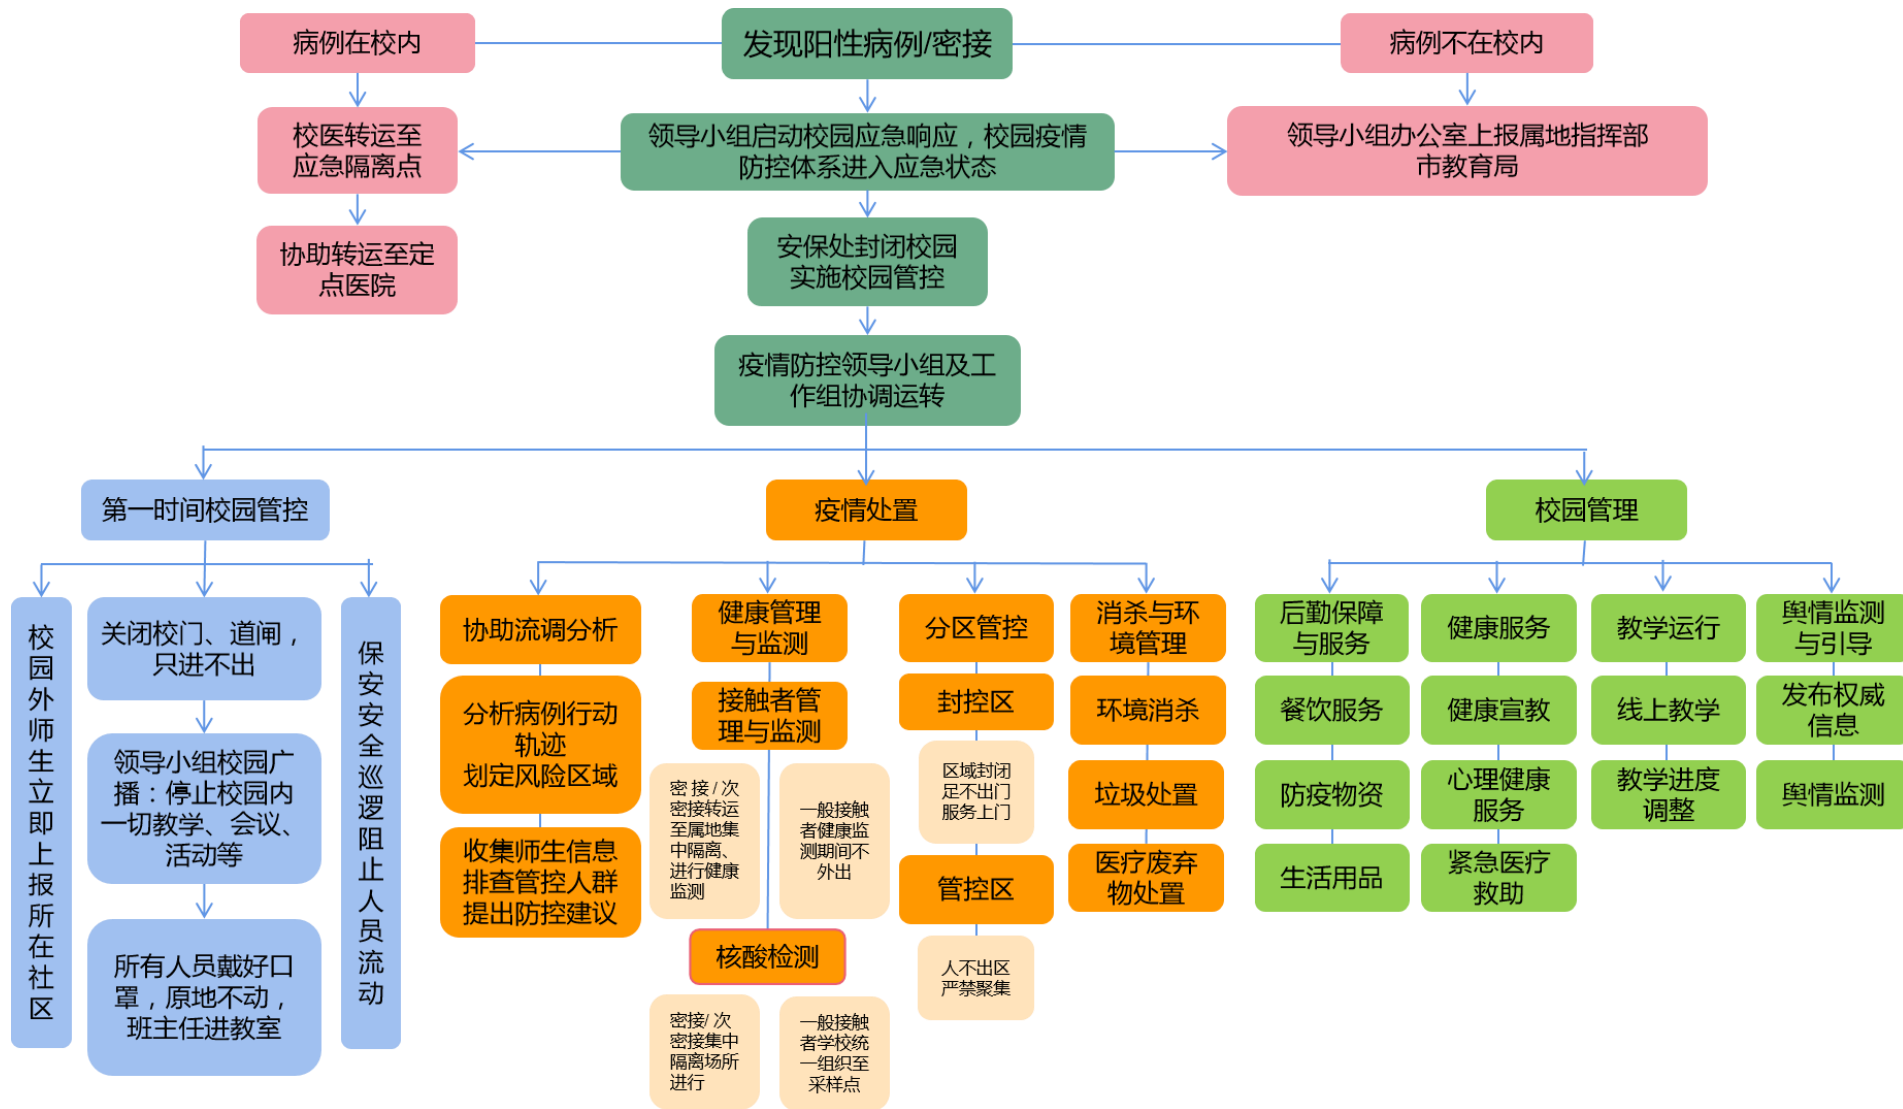 病例在校内
发现阳性病例/密接
病例不在校内
校医转运至
应急隔离点
领导小组启动校园应急响应，校园疫情
防控体系进入应急状态
领导小组办公室上报属地指挥部
市教育局
协助转运至定
点医院
安保处封闭校园
实施校园管控
疫情防控领导小组及工
作组协调运转
第一时间校园管控
疫情处置
校园管理
校园外师生立即上报所在社区
关闭校门、道闸，
只进不出
领导小组校园广
播：停止校园内
一切教学、会议、
活动等
所有人员戴好口
罩，原地不动，
班主任进教室
保安安全巡逻阻止人员流动
协助流调分析
分析病例行动
轨迹
划定风险区域
收集师生信息
排查管控人群
提出防控建议
健康管理
与监测
接触者管
理与监测
密 接 / 次
密接转运
至属地集
中隔离、
进行健康
监测
一般接触
者健康监
测期间不
外出
核酸检测
密接/ 次
密接集中
隔离场所
进行
一般接触
者学校统
一组织至
采样点
分区管控
封控区
区域封闭
足不出门
服务上门
管控区
人不出区
严禁聚集
消杀与环
境管理
环境消杀
垃圾处置
医疗废弃
物处置
后勤保障
与服务
餐饮服务
防疫物资
生活用品
健康服务
健康宣教
心理健康
服务
紧急医疗
救助
教学运行
线上教学
教学进度
调整
舆情监测
与引导
发布权威
信息
舆情监测